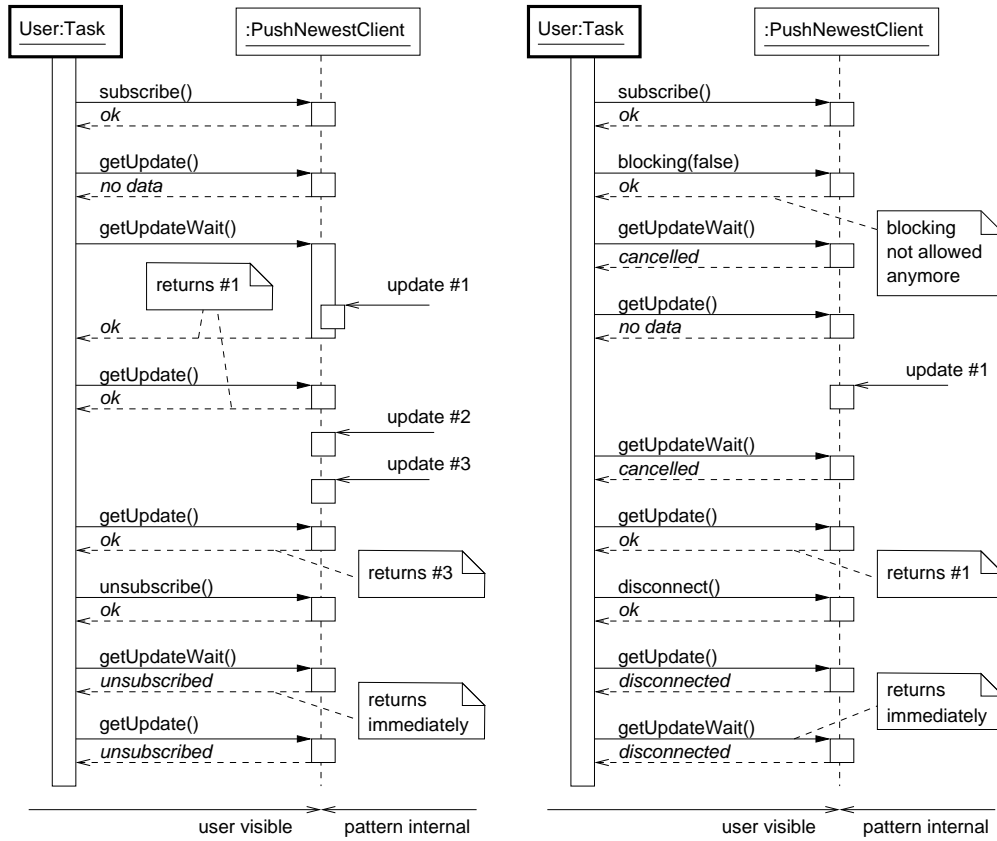 User:Task
:PushNewestClient
subscribe()
ok
getUpdate()
no data
getUpdateWait()
returns #1
update #1
ok
getUpdate()
ok
update #2
update #3
getUpdate()
ok
returns #3
unsubscribe()
ok
getUpdateWait()
unsubscribed
returns
immediately
getUpdate()
unsubscribed
user visible
pattern internal
User:Task
:PushNewestClient
subscribe()
ok
blocking(false)
ok
blocking
not allowed
anymore
getUpdateWait()
cancelled
getUpdate()
no data
update #1
getUpdateWait()
cancelled
getUpdate()
ok
returns #1
disconnect()
ok
getUpdate()
disconnected
returns
immediately
getUpdateWait()
disconnected
user visible
pattern internal